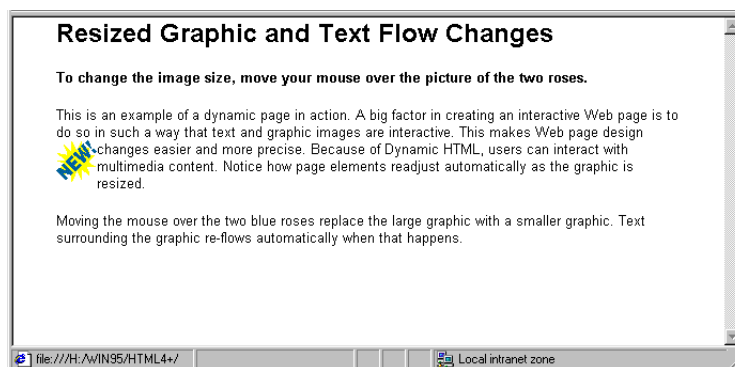 Resized Graphic and Text Flow Changes
To change the image size, move your mouse over the picture of the two roses.
This is an example of a dynamic page in action. A big factor in creating an interactive Web page is to
do so in such a way that text and graphic images are interactive. This makes Web page design
NEW!
changes easier and more precise. Because of Dynamic HTML, users can interact with
multimedia content. Notice how page elements readjust automatically as the graphic is
resized.
Moving the mouse over the two blue roses replace the large graphic with a smaller graphic. Text
surrounding the graphic re-flows automatically when that happens.
file:///H:/WIN95/HTML4+/
Local intranet zone